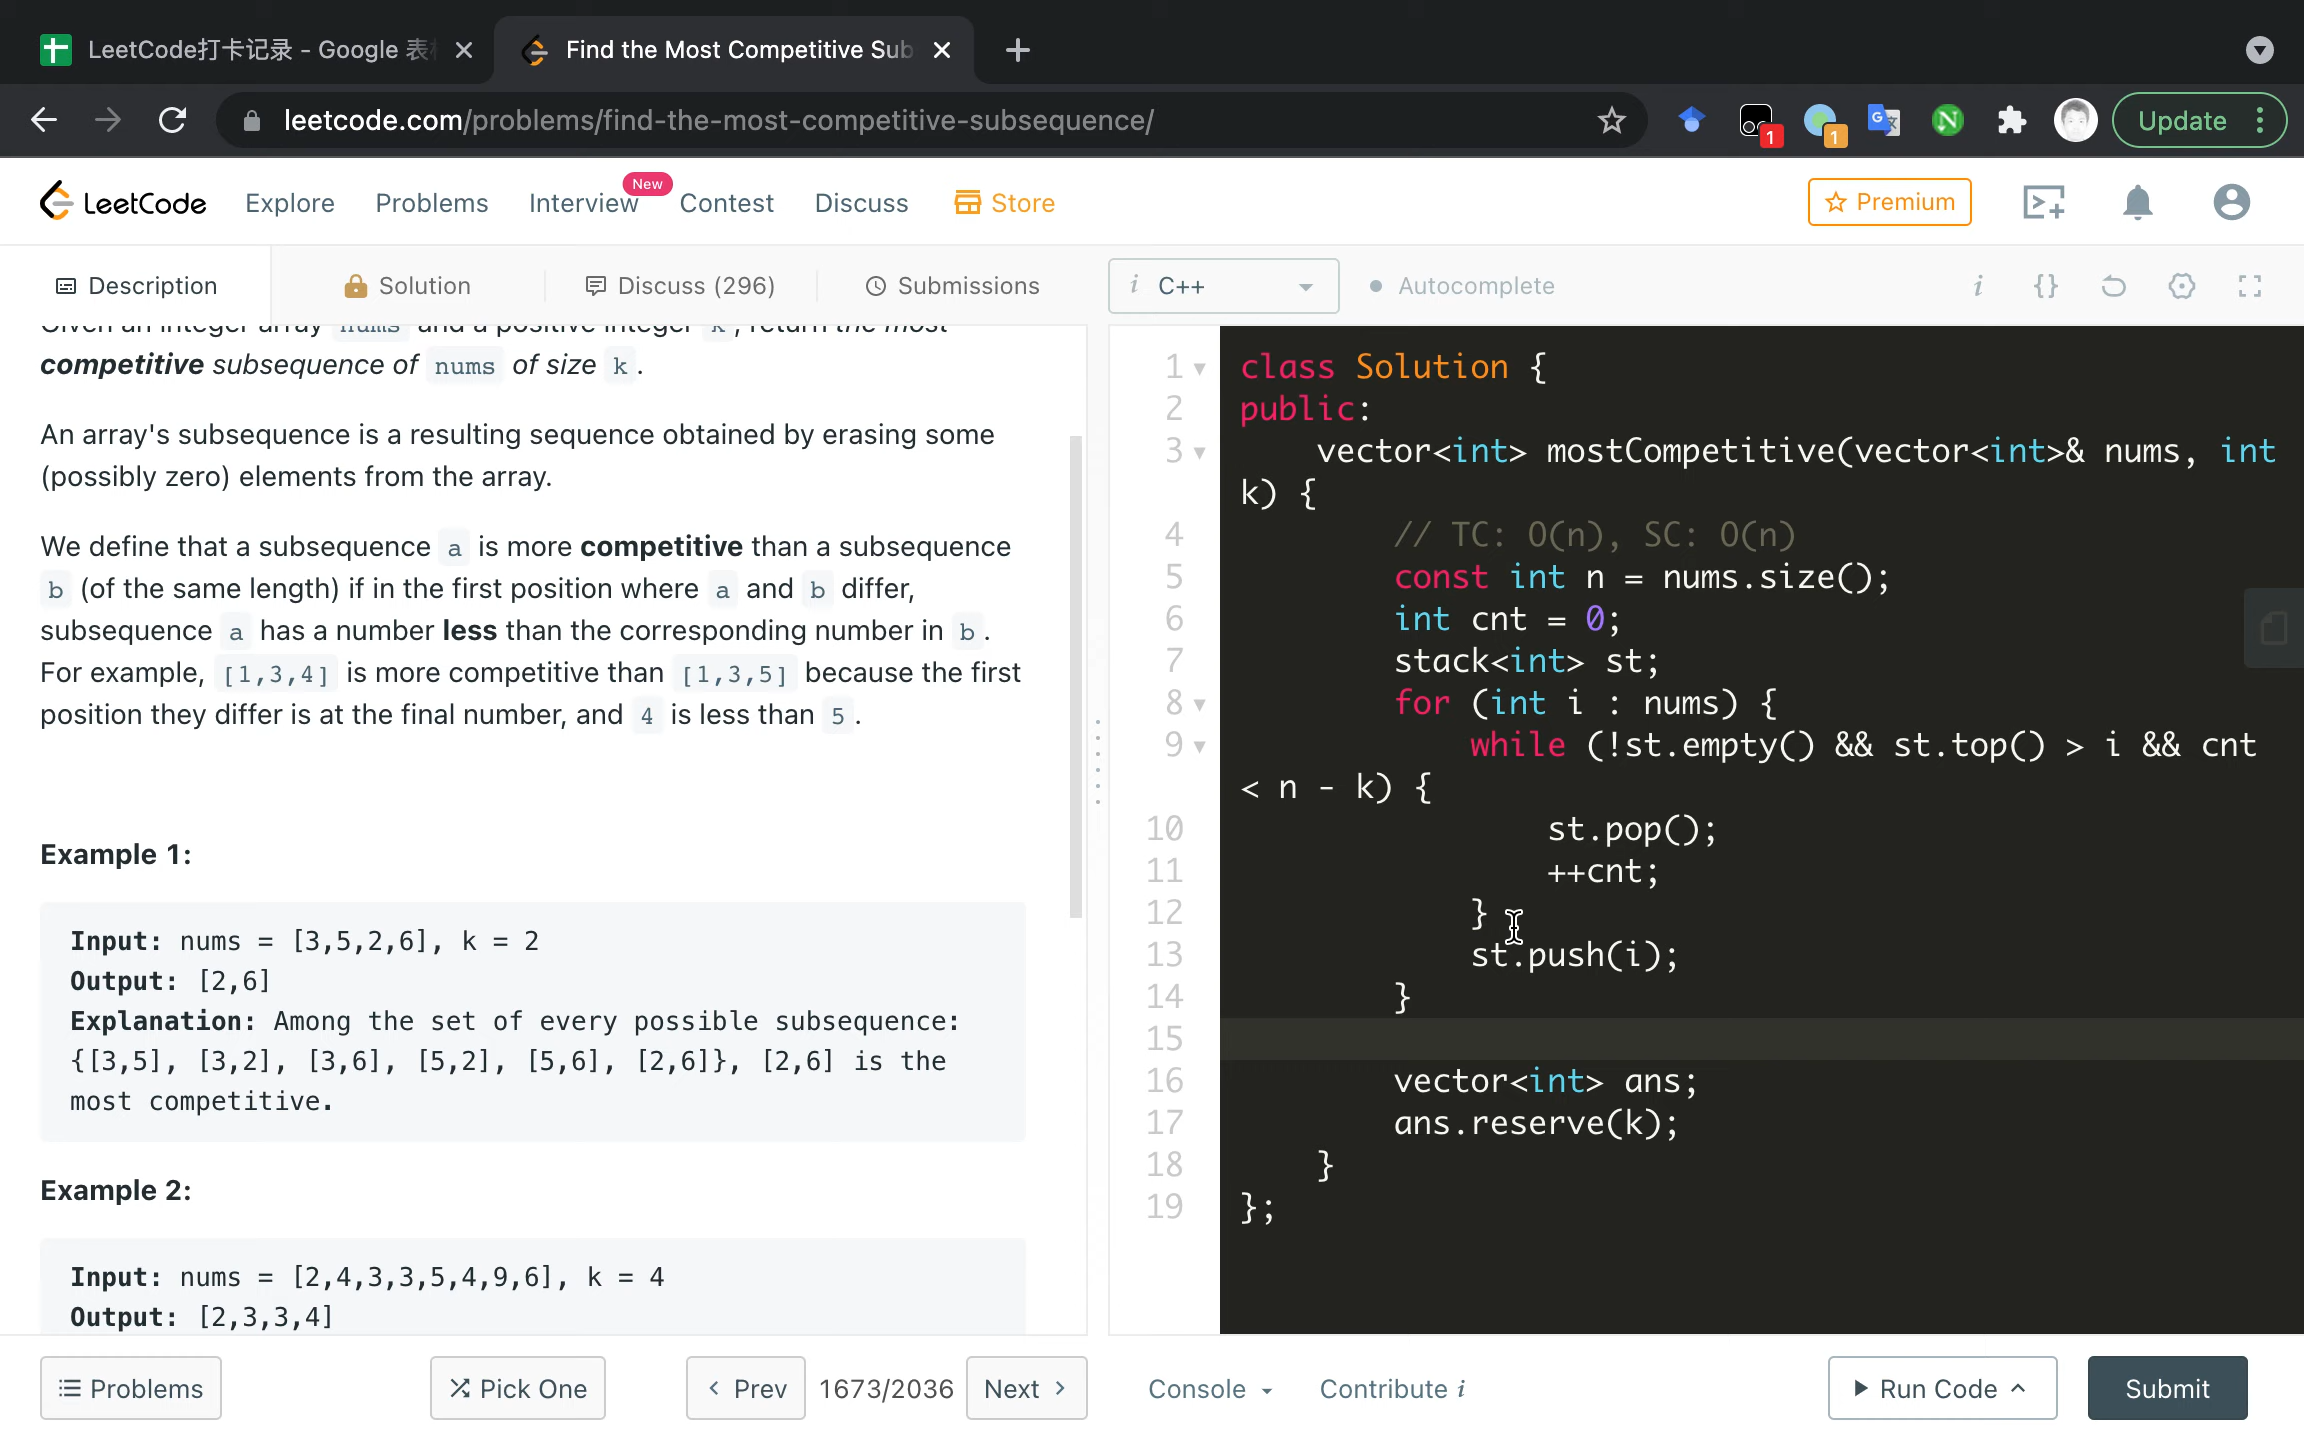 LeetCode打卡记录 - Google 表
Find the Most Competitive Sub
leetcode.com/problems/find-the-most-competitive-subsequence/
1
1
Update
LeetCode
Explore
Problems
Interview
New
Contest
Discuss
Store
Premium
Description
Solution
Discuss (296)
Submissions
i C++
Autocomplete
Given an integer array nums and a positive integer k, return the most
competitive subsequence of nums of size k.
An array's subsequence is a resulting sequence obtained by erasing some
(possibly zero) elements from the array.
We define that a subsequence a is more competitive than a subsequence
b (of the same length) if in the first position where a and b differ,
subsequence a has a number less than the corresponding number in b.
For example, [1,3,4] is more competitive than [1,3,5] because the first
position they differ is at the final number, and 4 is less than 5.
Example 1:
Input: nums = [3,5,2,6], k = 2
Output: [2,6]
Explanation: Among the set of every possible subsequence:
{[3,5], [3,2], [3,6], [5,2], [5,6], [2,6]}, [2,6] is the
most competitive.
Example 2:
Input: nums = [2,4,3,3,5,4,9,6], k = 4
Output: [2,3,3,4]
1 class Solution {
2 public:
3 vector<int> mostCompetitive(vector<int>& nums, int
k) {
4 // TC: O(n), SC: O(n)
5 const int n = nums.size();
6 int cnt = 0;
7 stack<int> st;
8 for (int i : nums) {
9 while (!st.empty() && st.top() > i && cnt
< n - k) {
10 st.pop();
11 ++cnt;
12 }
13 st.push(i);
14 }
15
16 vector<int> ans;
17 ans.reserve(k);
18 }
19 };
Problems
Pick One
Prev
1673/2036
Next
Console
Contribute i
Run Code
Submit